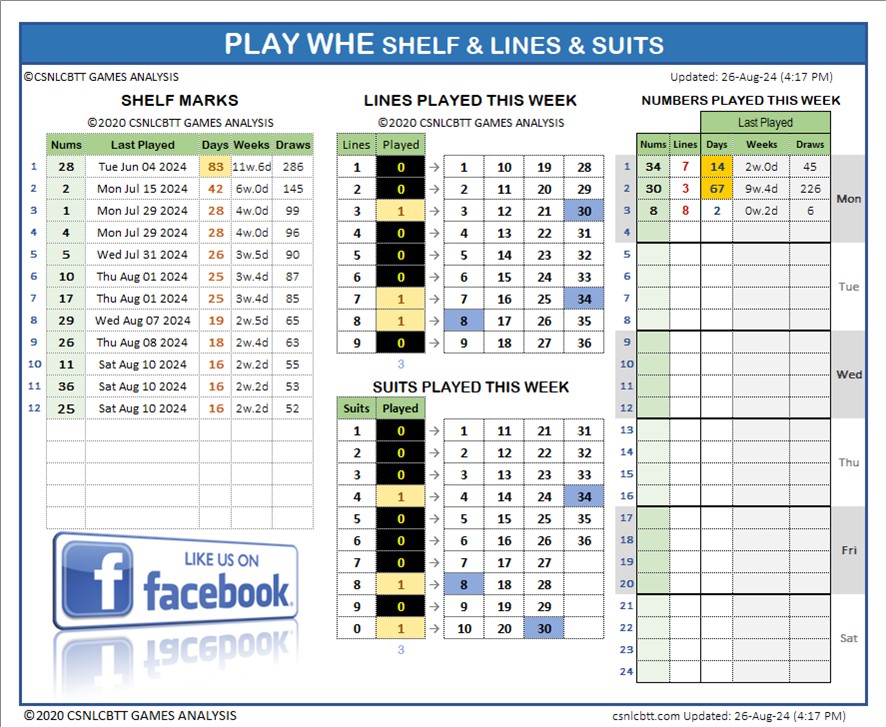 PLAY WHE SHELF & LINES & SUITS
©CSNLCBTT GAMES ANALYSIS
Updated: 26-Aug-24 (4:17 PM)
SHELF MARKS
©2020 CSNLCBTT GAMES ANALYSIS
Nums Last Played Days Weeks Draws
1 28 Tue Jun 04 2024 83 11w.6d 286
2 2 Mon Jul 15 2024 42 6w.0d 145
3 1 Mon Jul 29 2024 28 4w.0d 99
4 4 Mon Jul 29 2024 28 4w.0d 96
5 5 Wed Jul 31 2024 26 3w.5d 90
6 10 Thu Aug 01 2024 25 3w.4d 87
7 17 Thu Aug 01 2024 25 3w.4d 85
8 29 Wed Aug 07 2024 19 2w.5d 65
9 26 Thu Aug 08 2024 18 2w.4d 63
10 11 Sat Aug 10 2024 16 2w.2d 55
11 36 Sat Aug 10 2024 16 2w.2d 53
12 25 Sat Aug 10 2024 16 2w.2d 52
LIKE US ON
facebook
LINES PLAYED THIS WEEK
©2020 CSNLCBTT GAMES ANALYSIS
Lines Played
1 0 → 1 10 19 28
2 0 → 2 11 20 29
3 1 → 3 12 21 30
4 0 → 4 13 22 31
5 0 → 5 14 23 32
6 0 → 6 15 24 33
7 1 → 7 16 25 34
8 1 → 8 17 26 35
9 0 → 9 18 27 36
3
SUITS PLAYED THIS WEEK
Suits Played
1 0 → 1 11 21 31
2 0 → 2 12 22 32
3 0 → 3 13 23 33
4 1 → 4 14 24 34
5 0 → 5 15 25 35
6 0 → 6 16 26 36
7 0 → 7 17 27
8 1 → 8 18 28
9 0 → 9 19 29
0 1 → 10 20 30
3
NUMBERS PLAYED THIS WEEK
Last Played
Nums Lines Days Weeks Draws
1 34 7 14 2w.0d 45
2 30 3 67 9w.4d 226
Mon
3 8 8 2 0w.2d 6
4
5
6
Tue
7
8
9
10
Wed
11
12
13
14
Thu
15
16
17
18
Fri
19
20
21
22
Sat
23
24
©2020 CSNLCBTT GAMES ANALYSIS
csnlcbtt.com Updated: 26-Aug-24 (4:17 PM)